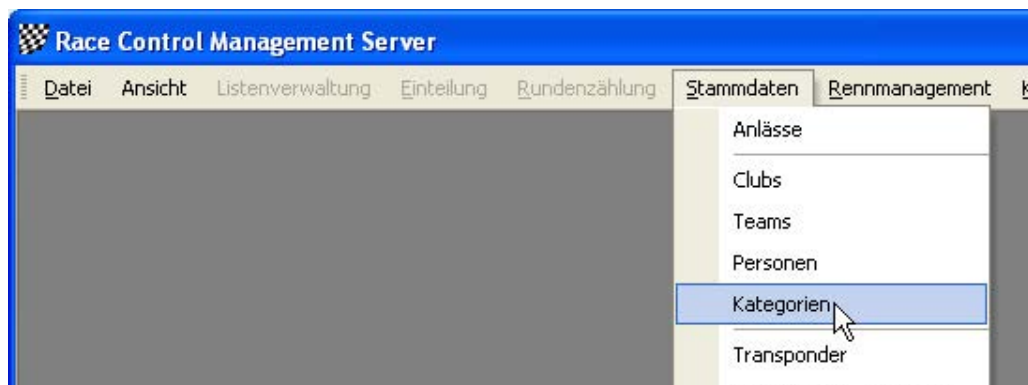 Race Control Management Server
Datei Ansicht Listenverwaltung Einteilung Rundenzählung Stammdaten Rennmanagement
Anlässe
Clubs
Teams
Personen
Kategorien
Transponder